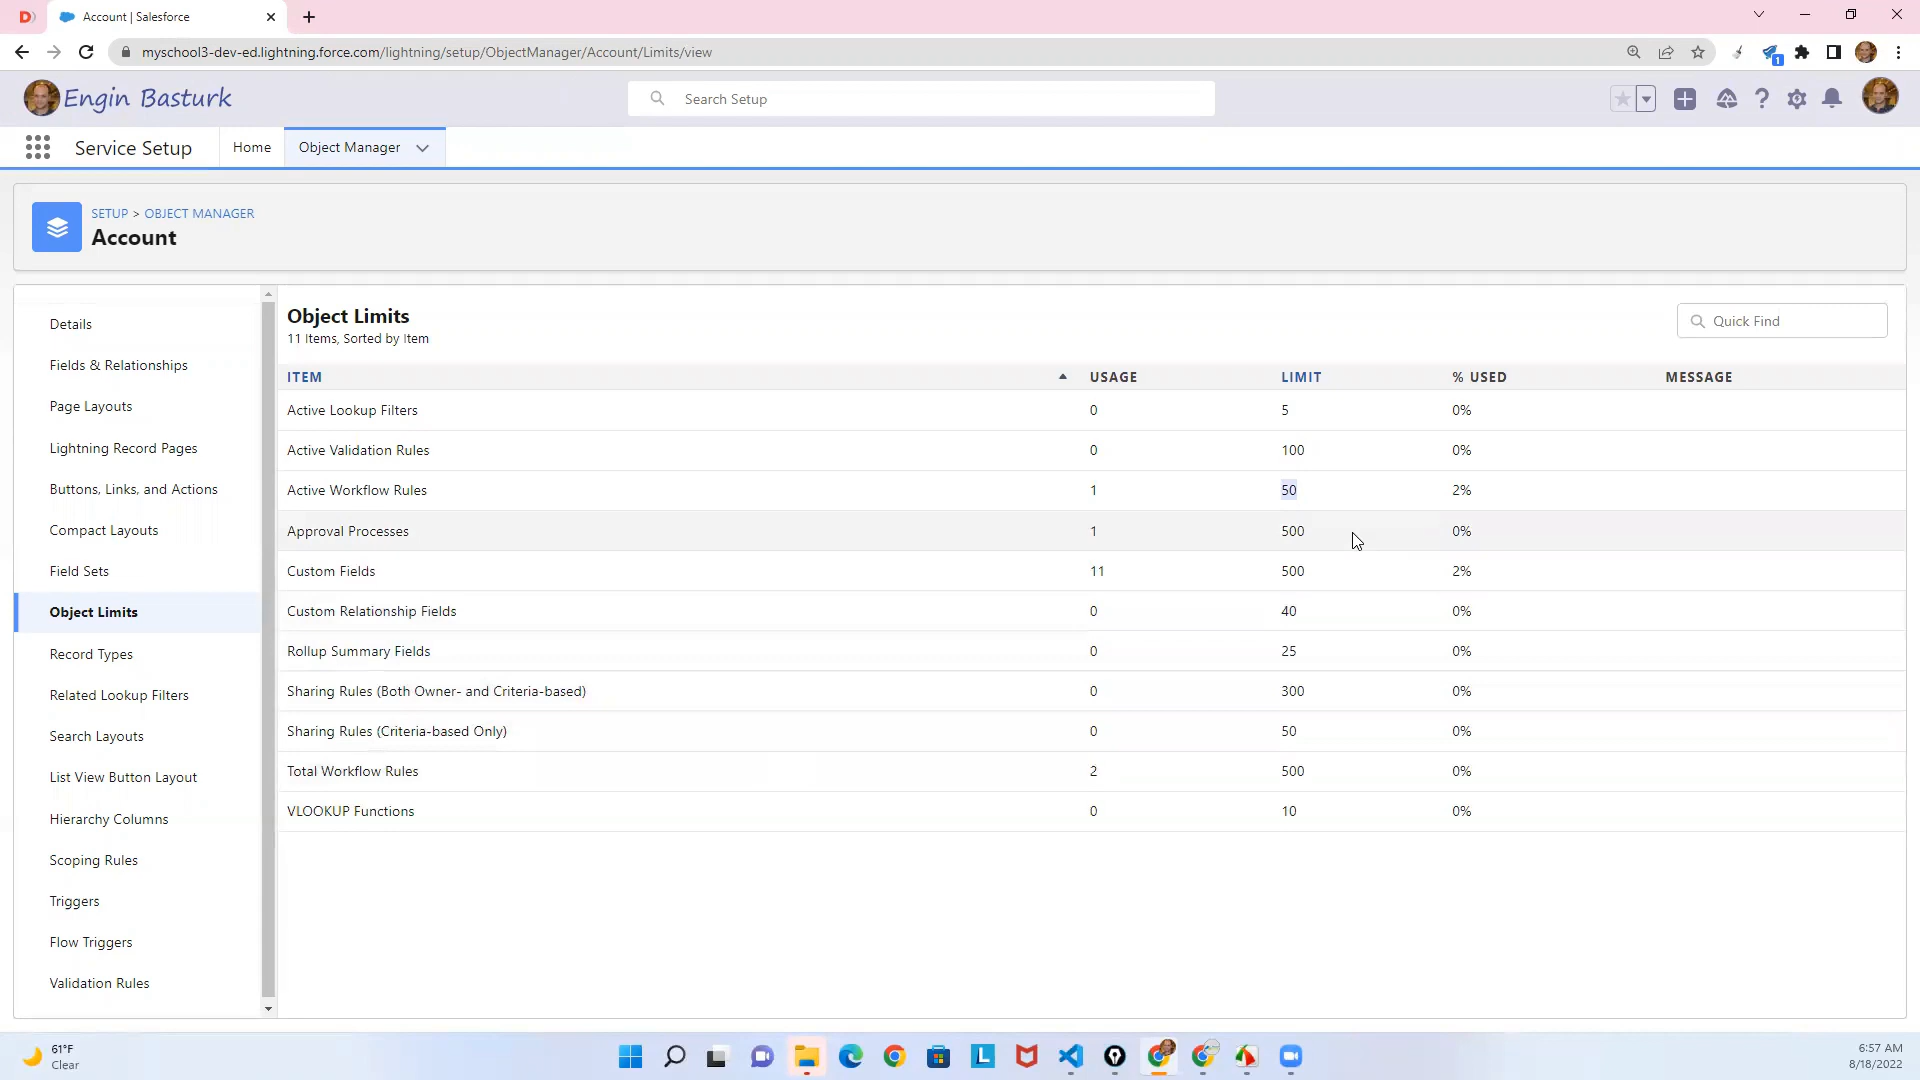 Account | Salesforce
myschool3-dev-ed.lightning.force.com/lightning/setup/ObjectManager/Account/Limits/view
1
Engin Basturk
Search Setup
Service Setup
Home
Object Manager
SETUP > OBJECT MANAGER
Account
Details
Fields & Relationships
Page Layouts
Lightning Record Pages
Buttons, Links, and Actions
Compact Layouts
Field Sets
Object Limits
Record Types
Related Lookup Filters
Search Layouts
List View Button Layout
Hierarchy Columns
Scoping Rules
Triggers
Flow Triggers
Validation Rules
Object Limits
11 Items, Sorted by Item
Quick Find
ITEM USAGE LIMIT % USED MESSAGE
Active Lookup Filters 0 5 0%
Active Validation Rules 0 100 0%
Active Workflow Rules 1 50 2%
Approval Processes 1 500 0%
Custom Fields 11 500 2%
Custom Relationship Fields 0 40 0%
Rollup Summary Fields 0 25 0%
Sharing Rules (Both Owner- and Criteria-based) 0 300 0%
Sharing Rules (Criteria-based Only) 0 50 0%
Total Workflow Rules 2 500 0%
VLOOKUP Functions 0 10 0%
61°F
Clear
6:57 AM
8/18/2022